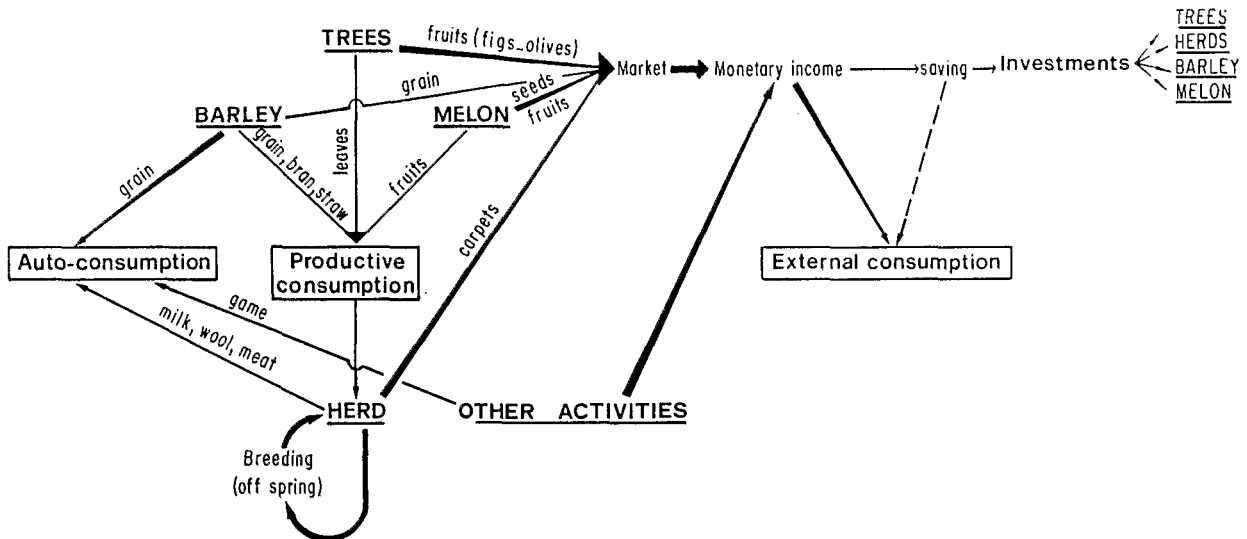 TREES
fruits (figs_olives)
grain
Market
Monetary income
saving
Investments
TREES
HERDS
BARLEY
MELON
BARLEY
MELON
seeds
fruits
grain
grain, bran, straw
leaves
fruits
carpets
Auto-consumption
Productive
consumption
External consumption
game
milk, wool, meat
HERD
OTHER ACTIVITIES
Breeding
(off spring)